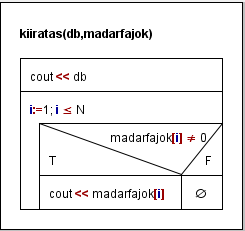 kiiratas(db,madarfajok)
cout << db
i:=1; i ≤ N
madarfajok[i] ≠ 0
T F
cout << madarfajok[i] ∅